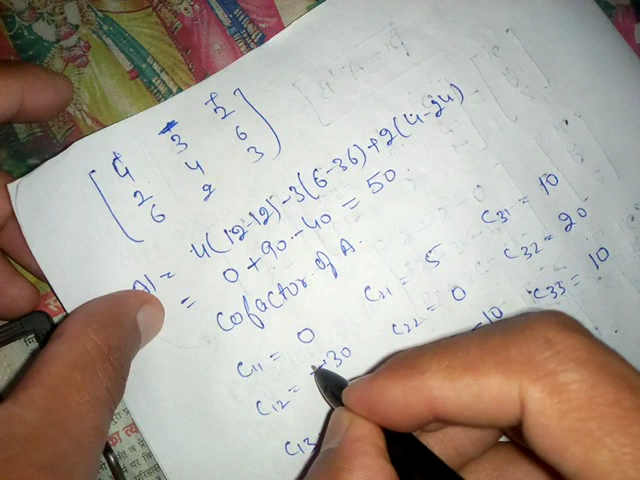 4 3 2
2 4 6
6 2 3
= 4(12-12)-3(6-36)+2(4-24)
= 0+90-40 = 50
cofactor of A.
C11 = 0 C21 = 5 C31 = 10
C12 = 30 C22 = 0 C32 = 20
C13 =10 C33 = 10